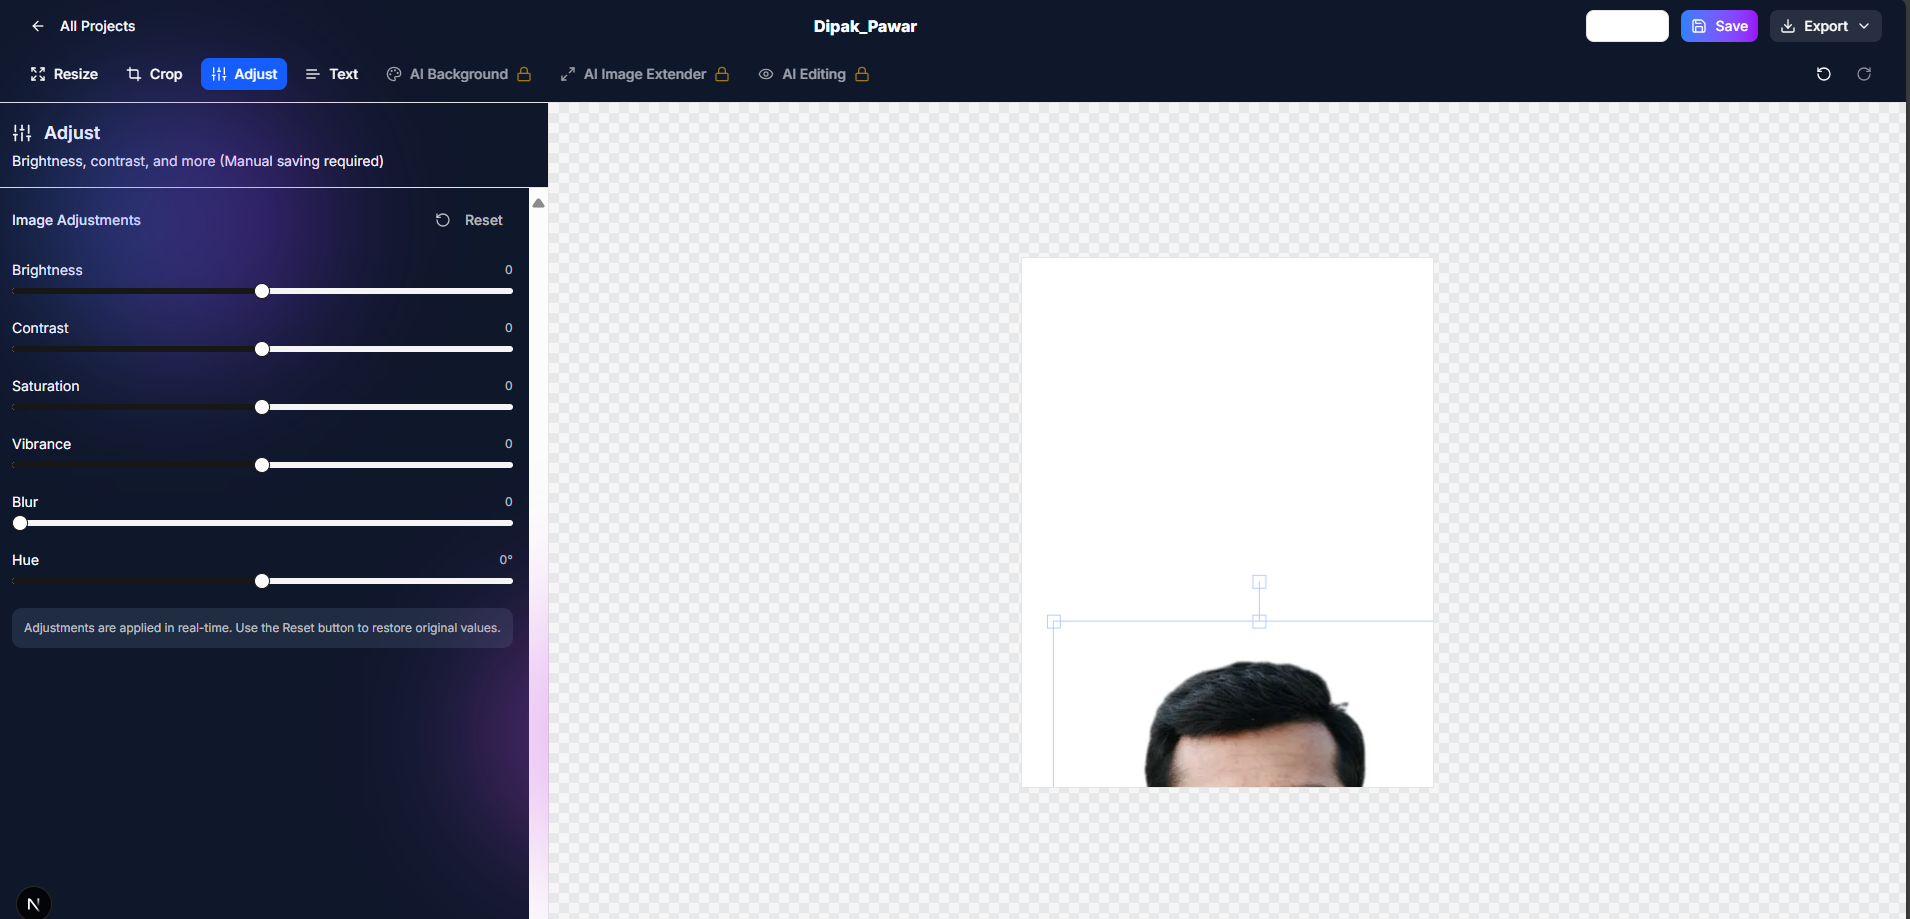 All Projects
Dipak_Pawar
Save
Export
Resize
Crop
Adjust
Text
AI Background
AI Image Extender
AI Editing
Adjust
Brightness, contrast, and more (Manual saving required)
Image Adjustments
Reset
Brightness 0
Contrast 0
Saturation 0
Vibrance 0
Blur 0
Hue 0°
Adjustments are applied in real-time. Use the Reset button to restore original values.
N